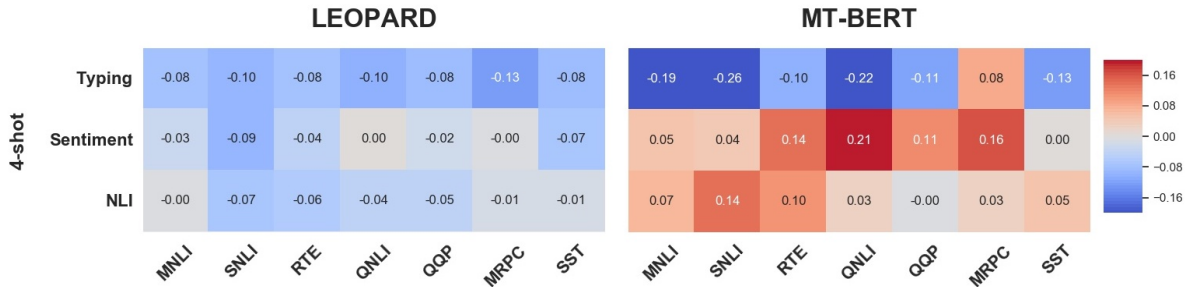 LEOPARD MT-BERT
4-shot
Typing -0.08 -0.10 -0.08 -0.10 -0.08 -0.13 -0.08 -0.19 -0.26 -0.10 -0.22 -0.11 0.08 -0.13
Sentiment -0.03 -0.09 -0.04 0.00 -0.02 -0.00 -0.07 0.05 0.04 0.14 0.21 0.11 0.16 0.00
NLI -0.00 -0.07 -0.06 -0.04 -0.05 -0.01 -0.01 0.07 0.14 0.10 0.03 -0.00 0.03 0.05
MNLI SNLI RTE QNLI QQP MRPC SST MNLI SNLI RTE QNLI QQP MRPC SST
0.16
0.08
0.00
-0.08
-0.16